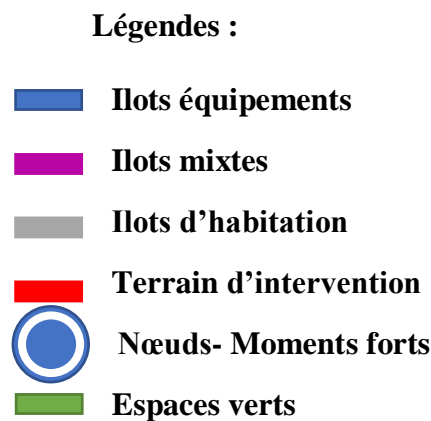 Légendes :
Ilots équipements
Ilots mixtes
Ilots d’habitation
Terrain d’intervention
Nœuds- Moments forts
Espaces verts